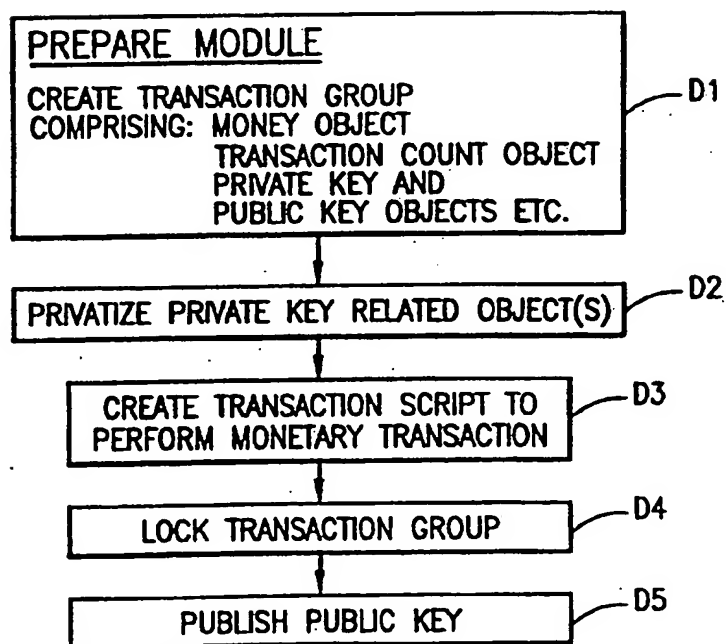 PREPARE MODULE
CREATE TRANSACTION GROUP
COMPRISING: MONEY OBJECT
TRANSACTION COUNT OBJECT
PRIVATE KEY AND
PUBLIC KEY OBJECTS ETC.
D1
PRIVATIZE PRIVATE KEY RELATED OBJECT(S)
D2
CREATE TRANSACTION SCRIPT TO
PERFORM MONETARY TRANSACTION
D3
LOCK TRANSACTION GROUP
D4
PUBLISH PUBLIC KEY
D5